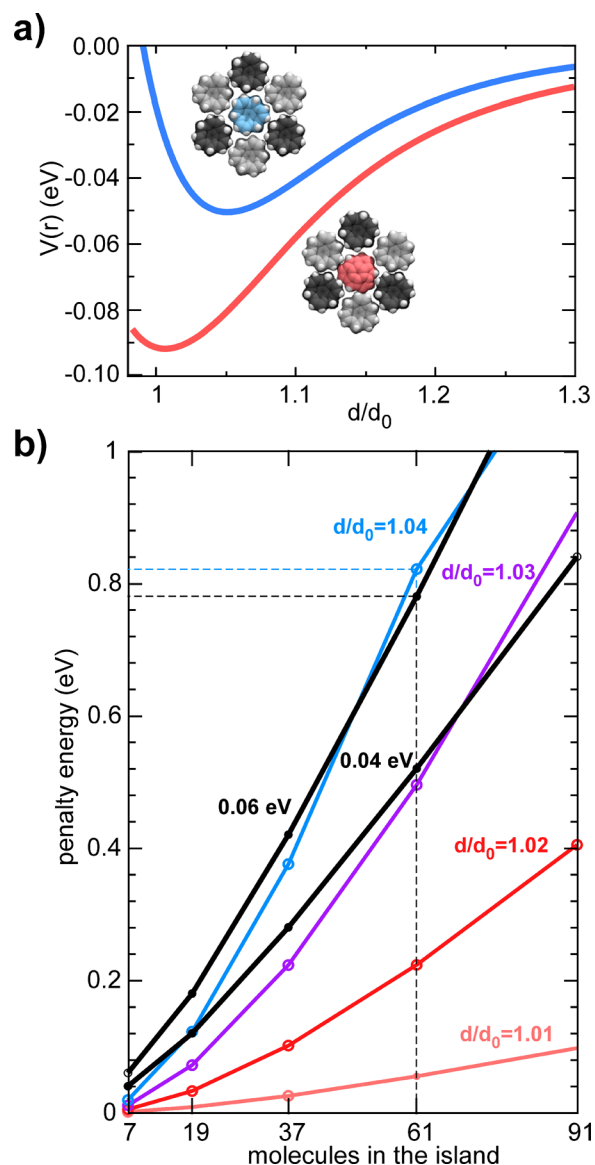 a)
0.00
-0.02
-0.04
-0.06
-0.08
-0.10
V(r) (eV)
1
1.1
1.2
1.3
d/d0
b)
1
0.8
0.6
0.4
0.2
0
penalty energy (eV)
d/d0=1.04
d/d0=1.03
0.04 eV
0.06 eV
d/d0=1.02
d/d0=1.01
7
19
37
61
91
molecules in the island